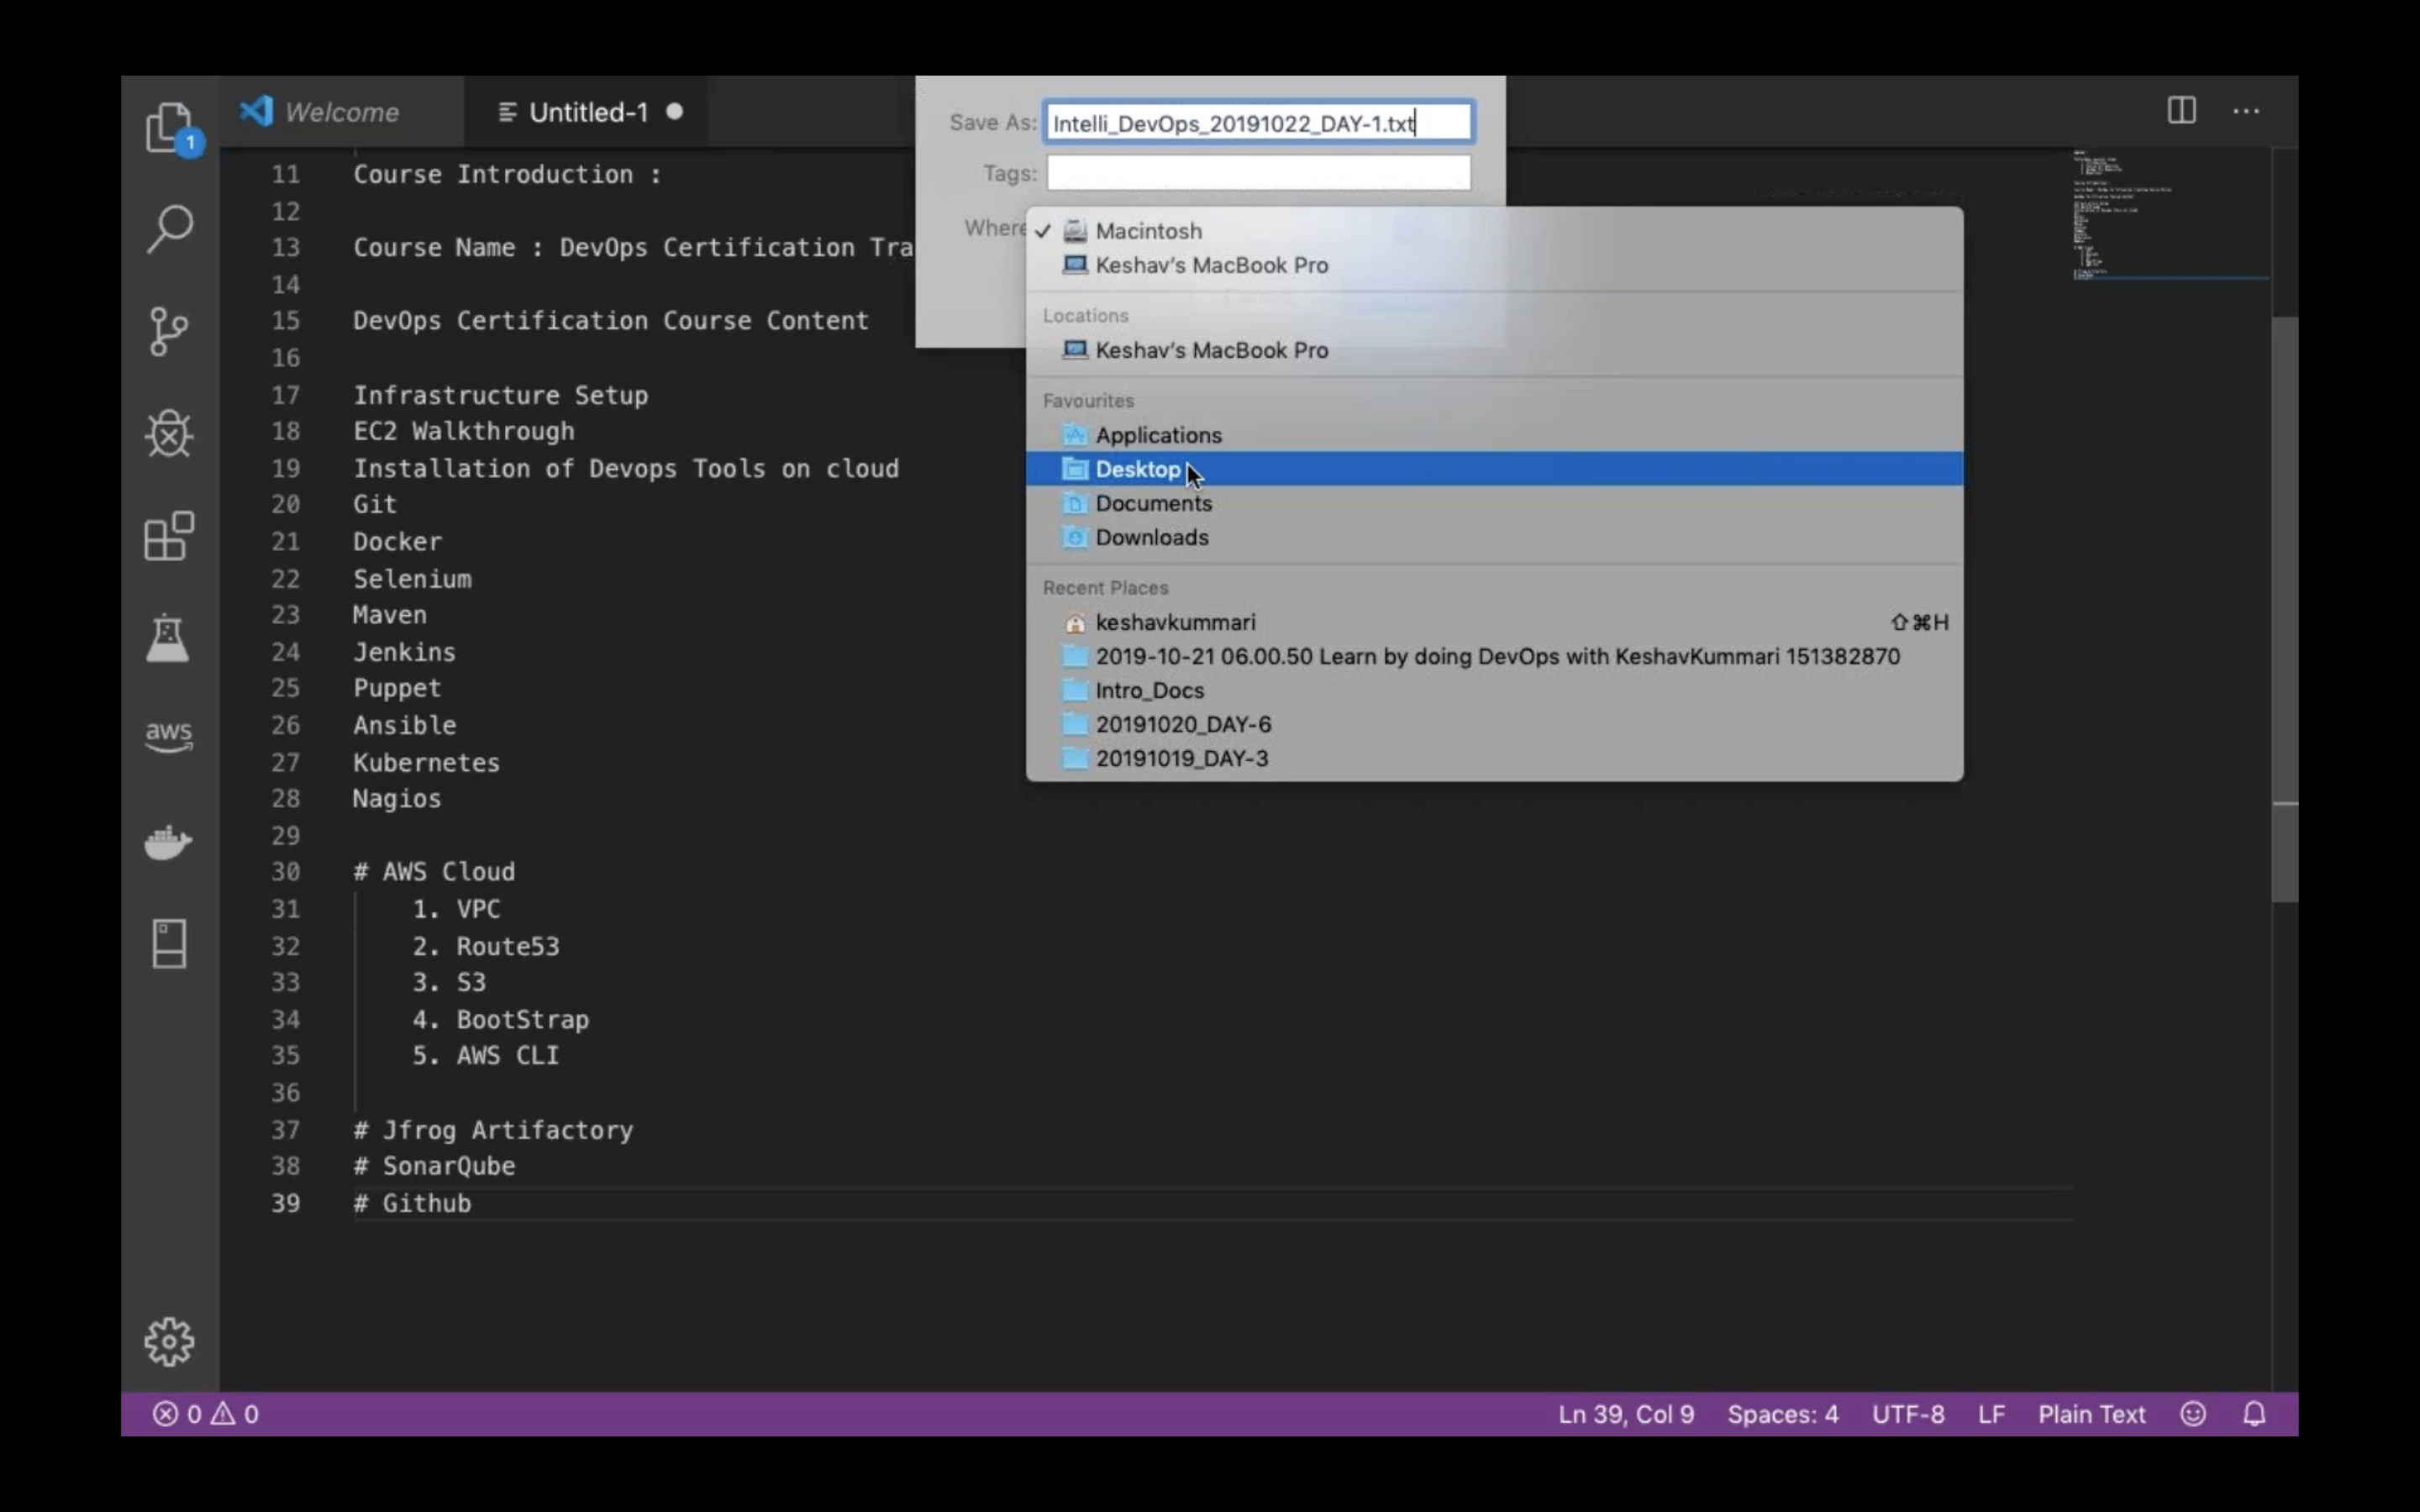 Welcome
Untitled-1
Save As: Intelli_DevOps_20191022_DAY-1.txt
Tags:
Where
Macintosh
Keshav's MacBook Pro
Locations
Keshav's MacBook Pro
Favourites
Applications
Desktop
Documents
Downloads
Recent Places
keshavkummari ⇧⌘H
2019-10-21 06.00.50 Learn by doing DevOps with KeshavKummari 151382870
Intro_Docs
20191020_DAY-6
20191019_DAY-3
1
aws
11 Course Introduction :
12
13 Course Name : DevOps Certification Tra
14
15 DevOps Certification Course Content
16
17 Infrastructure Setup
18 EC2 Walkthrough
19 Installation of Devops Tools on cloud
20 Git
21 Docker
22 Selenium
23 Maven
24 Jenkins
25 Puppet
26 Ansible
27 Kubernetes
28 Nagios
29
30 # AWS Cloud
31 1. VPC
32 2. Route53
33 3. S3
34 4. BootStrap
35 5. AWS CLI
36
37 # Jfrog Artifactory
38 # SonarQube
39 # Github
0 0 Ln 39, Col 9 Spaces: 4 UTF-8 LF Plain Text